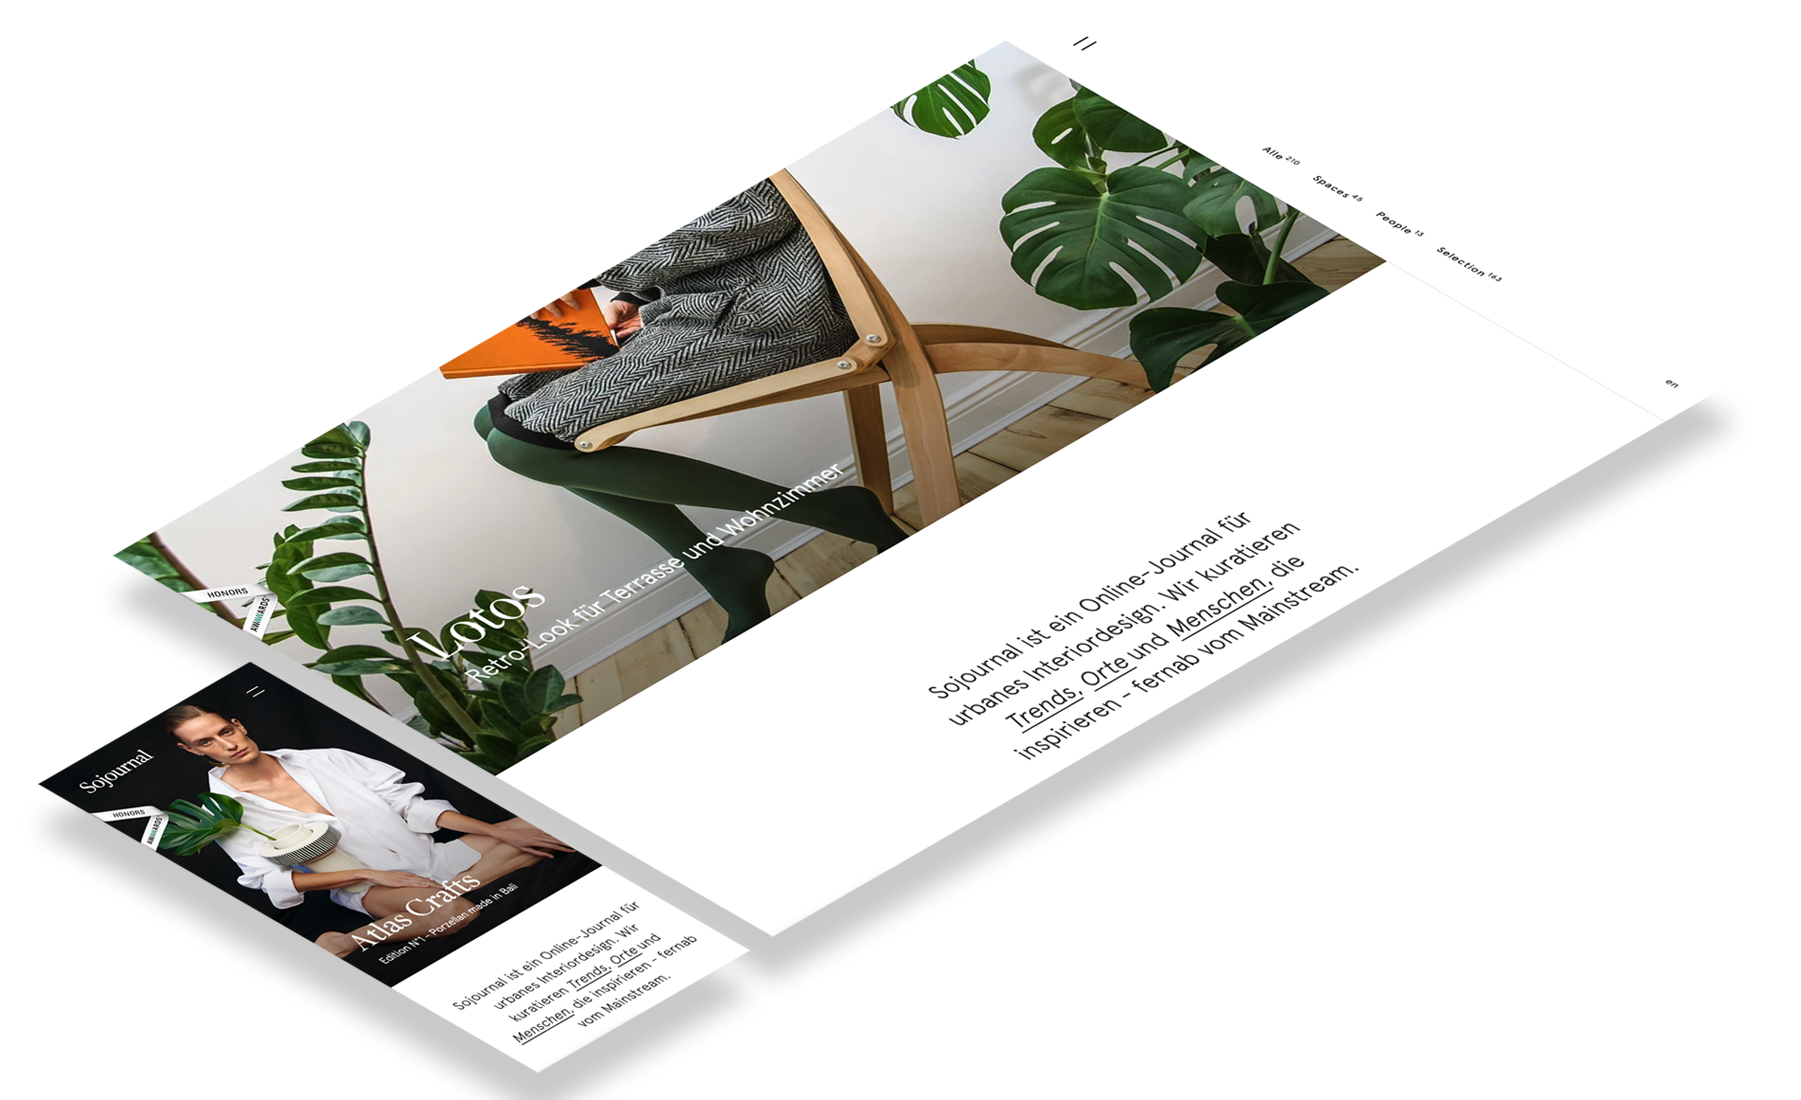 Alle 210
Spaces 45
People 13
Selection 163
en
HONORS
AWWWARDS
Lotos
Retro-Look für Terrasse und Wohnzimmer
Sojournal ist ein Online-Journal für
urbanes Interiordesign. Wir kuratieren
Trends, Orte und Menschen, die
inspirieren - fernab vom Mainstream.
Sojournal
HONORS
AWWWARDS
Atlas Crafts
Edition N°1 - Porzellan made in Bali
Sojournal ist ein Online-Journal für
urbanes Interiordesign. Wir
kuratieren Trends, Orte und
Menschen, die inspirieren - fernab
vom Mainstream.